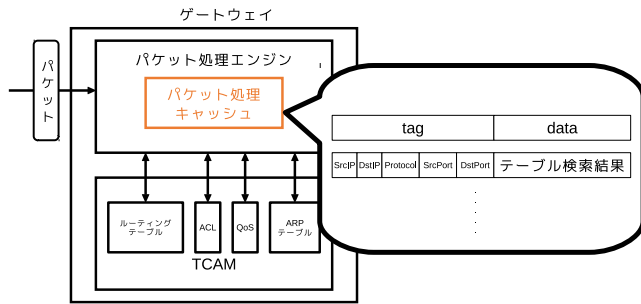 ゲートウェイ
パケット
パケット処理エンジン
パケット処理
キャッシュ
tag data
SrcIP DstIP Protocol SrcPort DstPort テーブル検索結果
ルーティング
テーブル
ACL
QoS
ARP
テーブル
TCAM